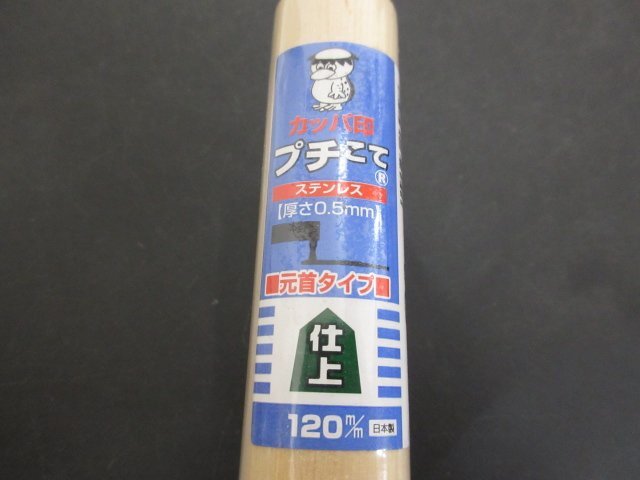 カッパ印
プチこて®
ステンレス
【厚さ0.5mm】
元首タイプ
仕上
120m/m 日本製